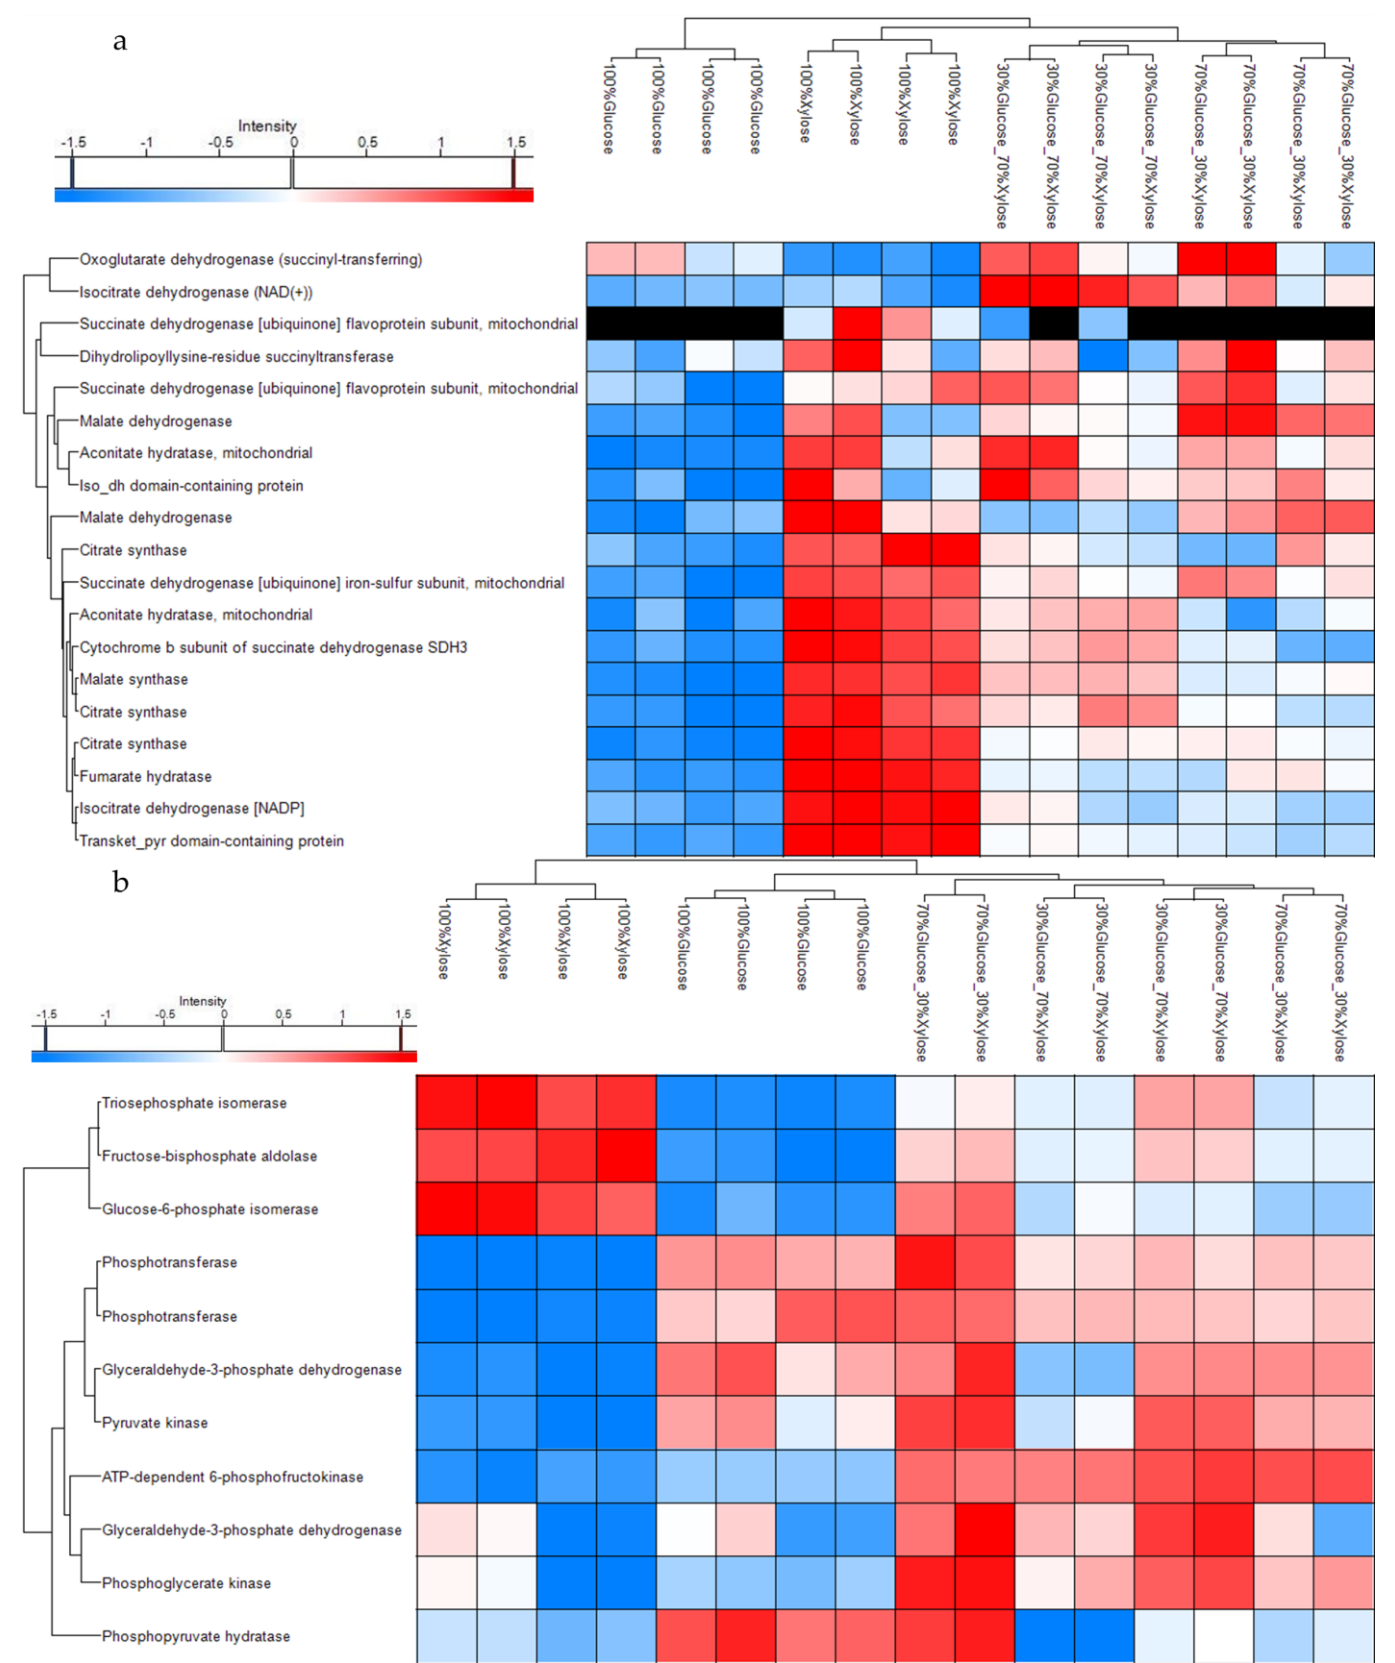 a
Intensity
-1.5 -1 -0.5 0 0.5 1 1.5
100%Glucose
100%Glucose
100%Glucose
100%Glucose
100%Xylose
100%Xylose
100%Xylose
100%Xylose
30%Glucose_70%Xylose
30%Glucose_70%Xylose
30%Glucose_70%Xylose
30%Glucose_70%Xylose
70%Glucose_30%Xylose
70%Glucose_30%Xylose
70%Glucose_30%Xylose
70%Glucose_30%Xylose
Oxoglutarate dehydrogenase (succinyl-transferring)
Isocitrate dehydrogenase (NAD(+))
Succinate dehydrogenase [ubiquinone] flavoprotein subunit, mitochondrial
Dihydrolipoyllysine-residue succinyltransferase
Succinate dehydrogenase [ubiquinone] flavoprotein subunit, mitochondrial
Malate dehydrogenase
Aconitate hydratase, mitochondrial
Iso_dh domain-containing protein
Malate dehydrogenase
Citrate synthase
Succinate dehydrogenase [ubiquinone] iron-sulfur subunit, mitochondrial
Aconitate hydratase, mitochondrial
Cytochrome b subunit of succinate dehydrogenase SDH3
Malate synthase
Citrate synthase
Citrate synthase
Fumarate hydratase
Isocitrate dehydrogenase [NADP]
Transket_pyr domain-containing protein
b
Intensity
-1.5 -1 -0.5 0 0.5 1 1.5
100%Xylose
100%Xylose
100%Xylose
100%Xylose
100%Glucose
100%Glucose
100%Glucose
100%Glucose
70%Glucose_30%Xylose
70%Glucose_30%Xylose
30%Glucose_70%Xylose
30%Glucose_70%Xylose
30%Glucose_70%Xylose
30%Glucose_70%Xylose
70%Glucose_30%Xylose
70%Glucose_30%Xylose
Triosephosphate isomerase
Fructose-bisphosphate aldolase
Glucose-6-phosphate isomerase
Phosphotransferase
Phosphotransferase
Glyceraldehyde-3-phosphate dehydrogenase
Pyruvate kinase
ATP-dependent 6-phosphofructokinase
Glyceraldehyde-3-phosphate dehydrogenase
Phosphoglycerate kinase
Phosphopyruvate hydratase